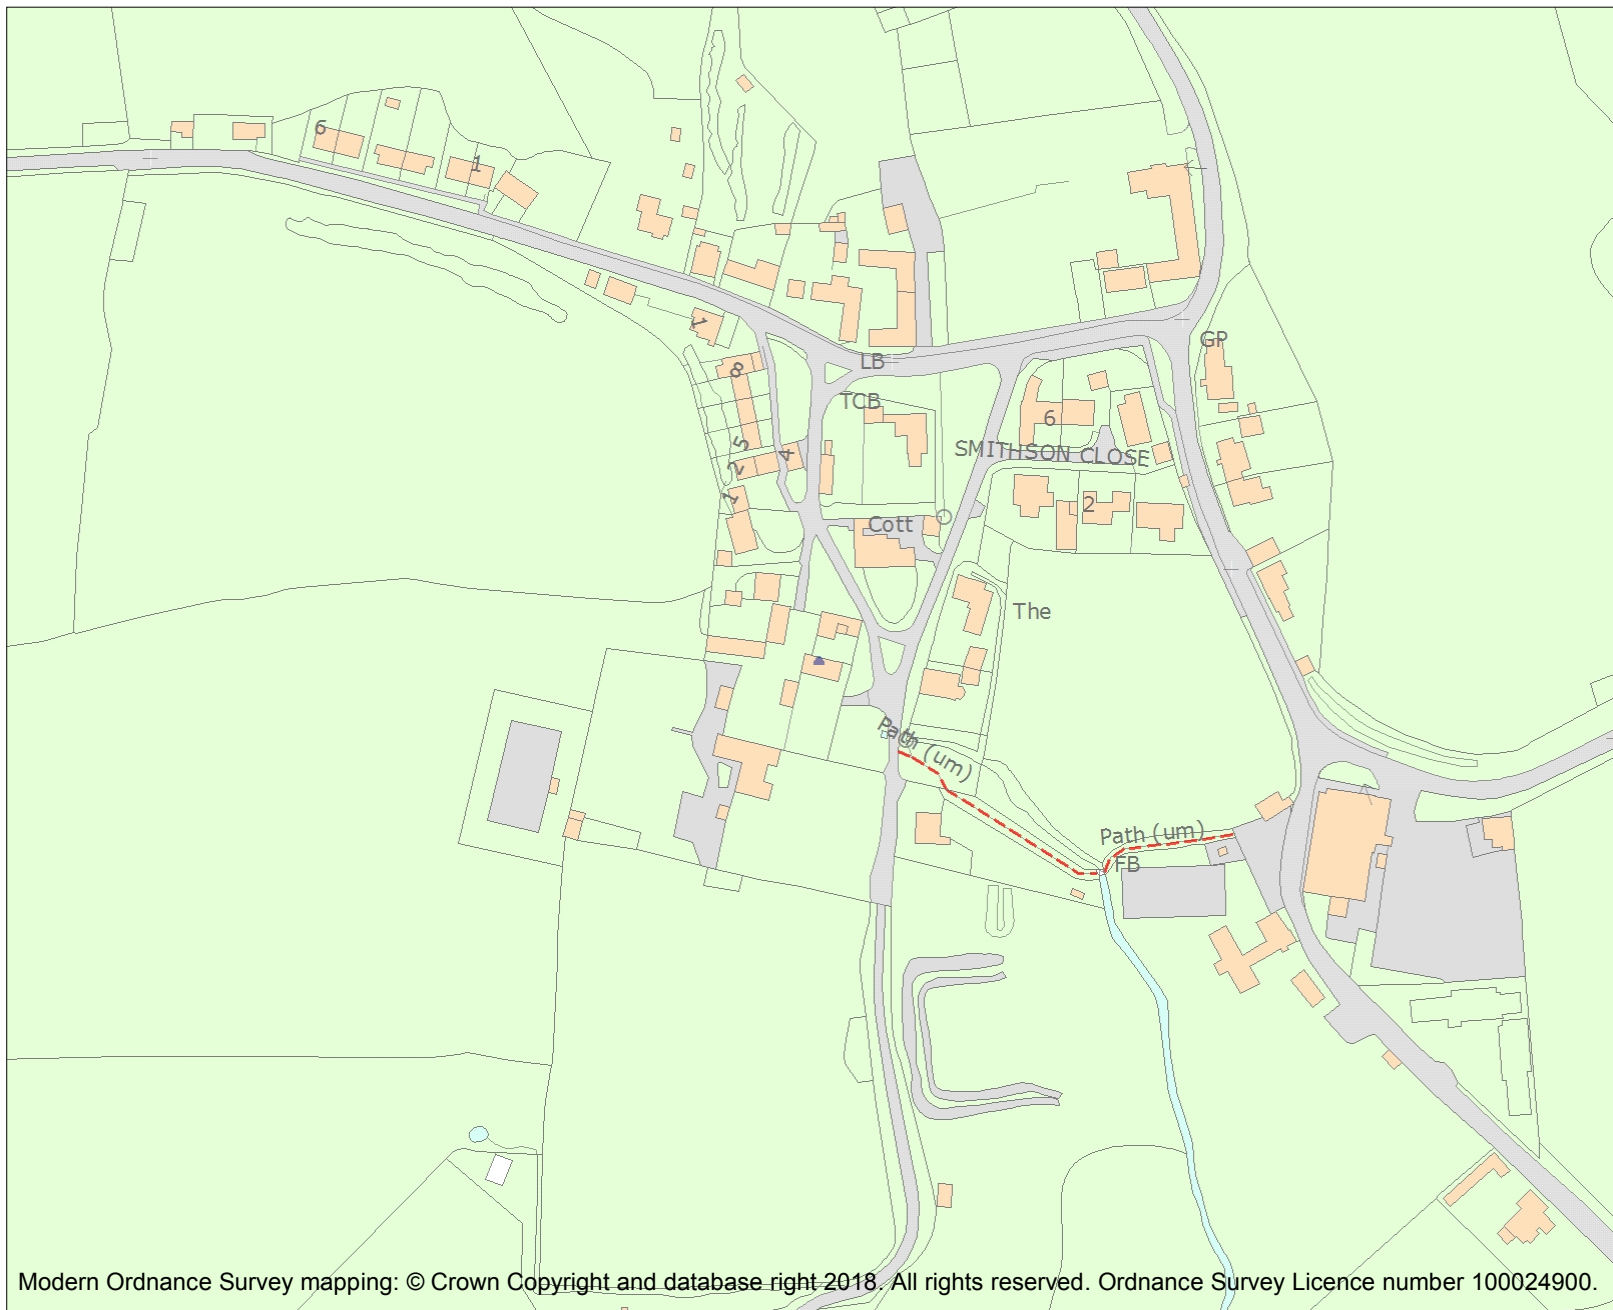 6
1
1
GP
LB
8
TCB
6
5
4
SMITHSON CLOSE
2
1
2
Cott
The
Path (um)
Path (um)
FB
Modern Ordnance Survey mapping: © Crown Copyright and database right 2018. All rights reserved. Ordnance Survey Licence number 100024900.